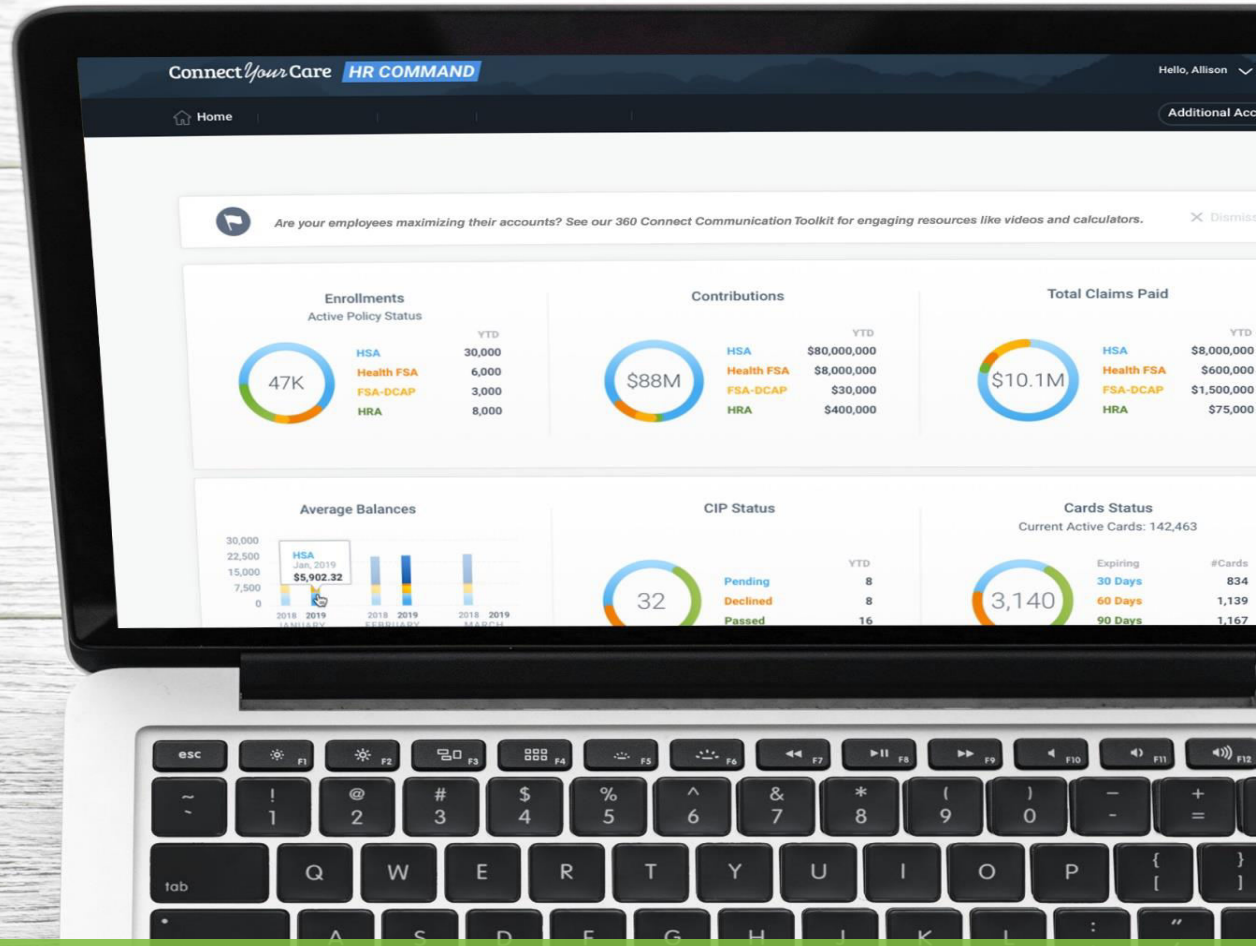 ConnectYourCare HR COMMAND
Hello, Allison
Home
Additional Acc
Are your employees maximizing their accounts? See our 360 Connect Communication Toolkit for engaging resources like videos and calculators.
Dismiss
Enrollments
Active Policy Status
YTD
47K
HSA 30,000
Health FSA 6,000
FSA-DCAP 3,000
HRA 8,000
Contributions
YTD
$88M
HSA $80,000,000
Health FSA $8,000,000
FSA-DCAP $30,000
HRA $400,000
Total Claims Paid
YTD
$10.1M
HSA $8,000,000
Health FSA $600,000
FSA-DCAP $1,500,000
HRA $75,000
Average Balances
30,000
22,500
15,000
7,500
0
HSA
Jan, 2019
$5,902.32
2018 2019 2018 2019 2018 2019
JANUARY FEBRUARY MARCH
CIP Status
YTD
32
Pending 8
Declined 8
Passed 16
Cards Status
Current Active Cards: 142,463
Expiring #Cards
3,140
30 Days 834
60 Days 1,139
90 Days 1,167
esc F1 F2 F3 F4 F5 F6 F7 F8 F9 F10 F11 F12
~ ! @ # $ % ^ & * ( ) — +
` 1 2 3 4 5 6 7 8 9 0 - =
tab Q W E R T Y U I O P { [ } ]
A S D F G H J K L : "